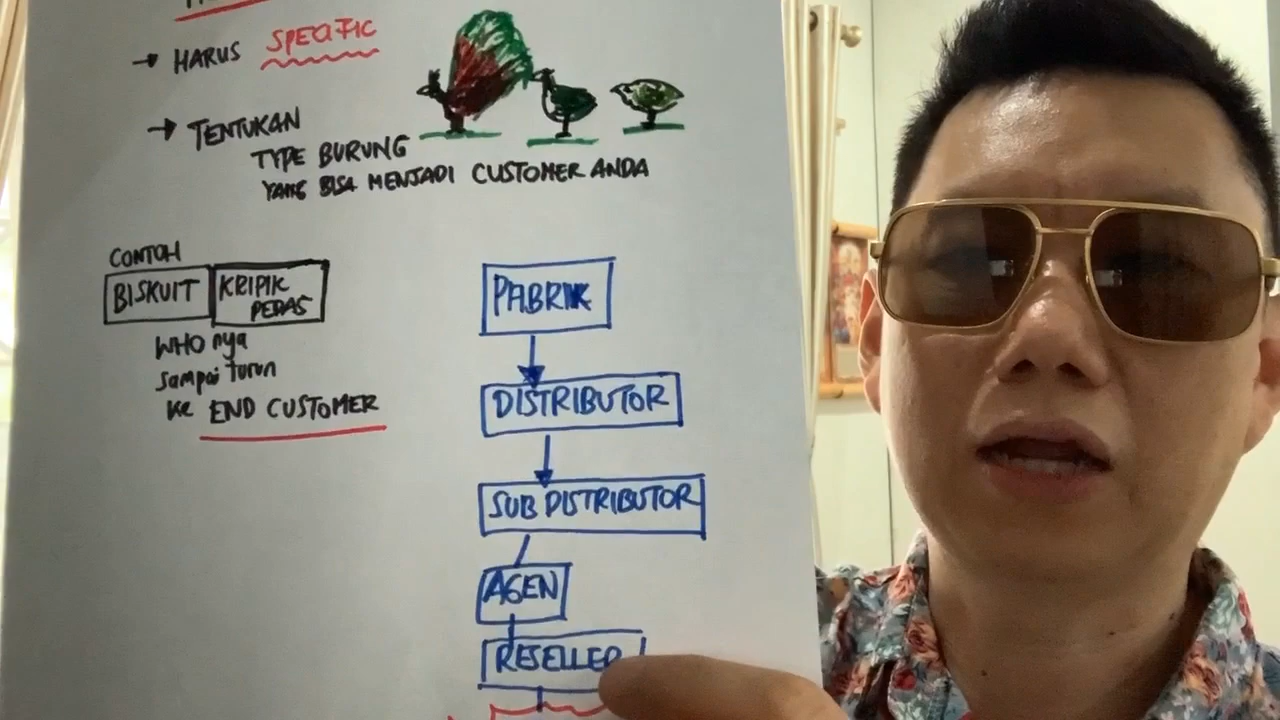 → HARUS SPECIFIC
→ TENTUKAN
TYPE BURUNG
YANG BISA MENJADI CUSTOMER ANDA
CONTOH
BISKUIT
KRIPIK
PEDAS
WHO nya
sampai turun
ke END CUSTOMER
PABRIK
DISTRIBUTOR
SUB DISTRIBUTOR
AGEN
RESELLER